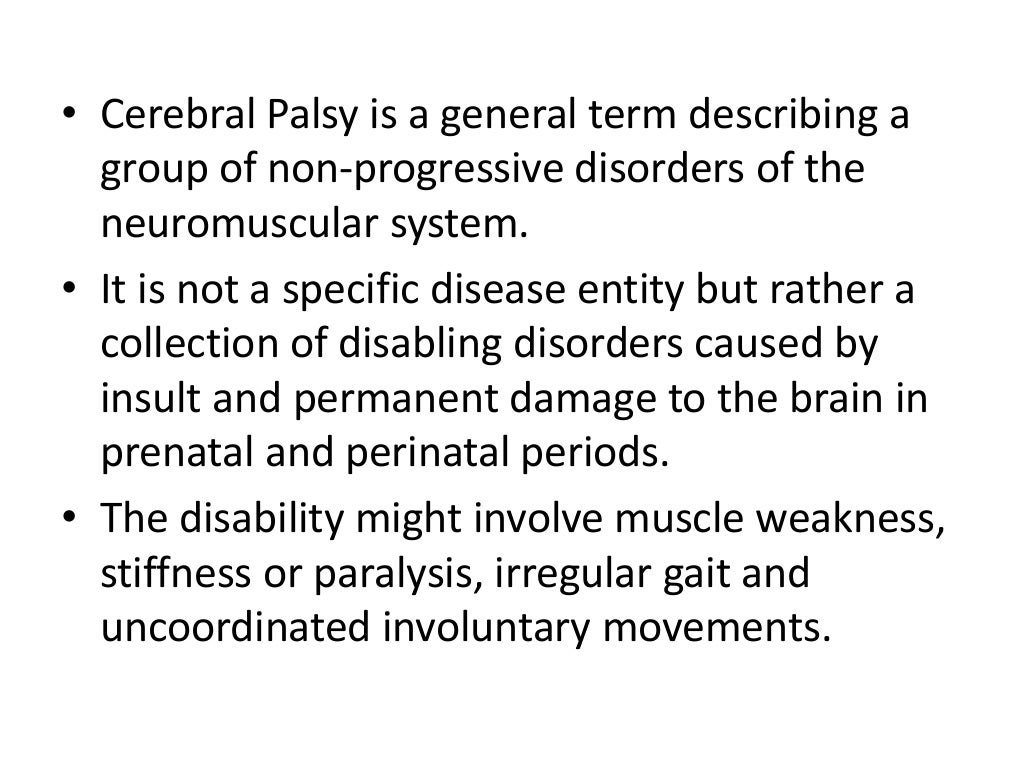 • Cerebral Palsy is a general term describing a
group of non-progressive disorders of the
neuromuscular system.
• It is not a specific disease entity but rather a
collection of disabling disorders caused by
insult and permanent damage to the brain in
prenatal and perinatal periods.
• The disability might involve muscle weakness,
stiffness or paralysis, irregular gait and
uncoordinated involuntary movements.